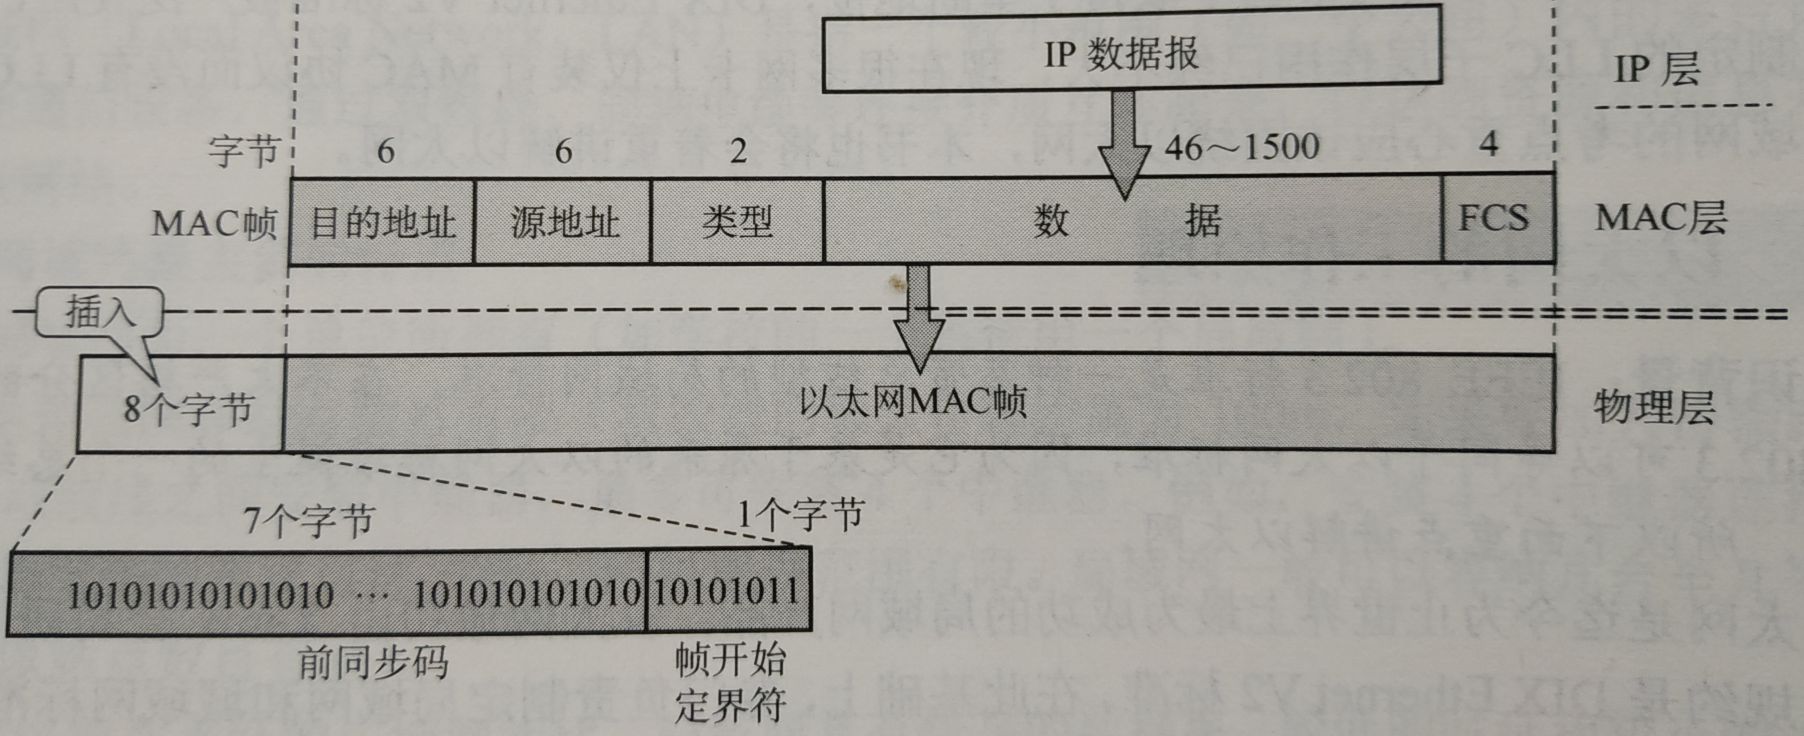 IP 数据报
IP 层
字节 6 6 2 46～1500 4
MAC帧 目的地址 源地址 类型 数 据 FCS MAC层
插入
8个字节 以太网MAC帧 物理层
7个字节 1个字节
10101010101010 … 101010101010 10101011
前同步码 帧开始
定界符